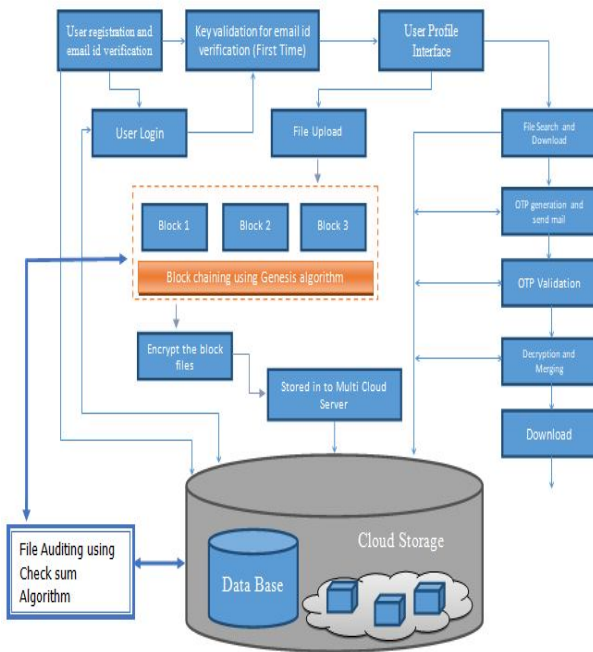 User registration and
email id verification
Key validation for email id
verification (First Time)
User Profile
Interface
User Login
File Upload
File Search and
Download
Block 1
Block 2
Block 3
OTP generation and
send mail
Block chaining using Genesis algorithm
OTP Validation
Encrypt the block
files
Decryption and
Merging
Stored in to Multi Cloud
Server
Download
File Auditing using
Check sum
Algorithm
Cloud Storage
Data Base